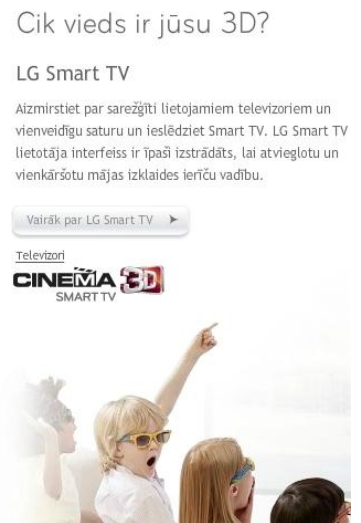 Cik vieds ir jūsu 3D?
LG Smart TV
Aizmirstiet par sarežģīti lietojamiem televizoriem un
vienveidīgu saturu un ieslēdziet Smart TV. LG Smart TV
lietotāja interfeiss ir īpaši izstrādāts, lai atvieglotu un
vienkāršotu mājas izklaides ierīču vadību.
Vairāk par LG Smart TV
Televizori
CINEMA 3D
SMART TV